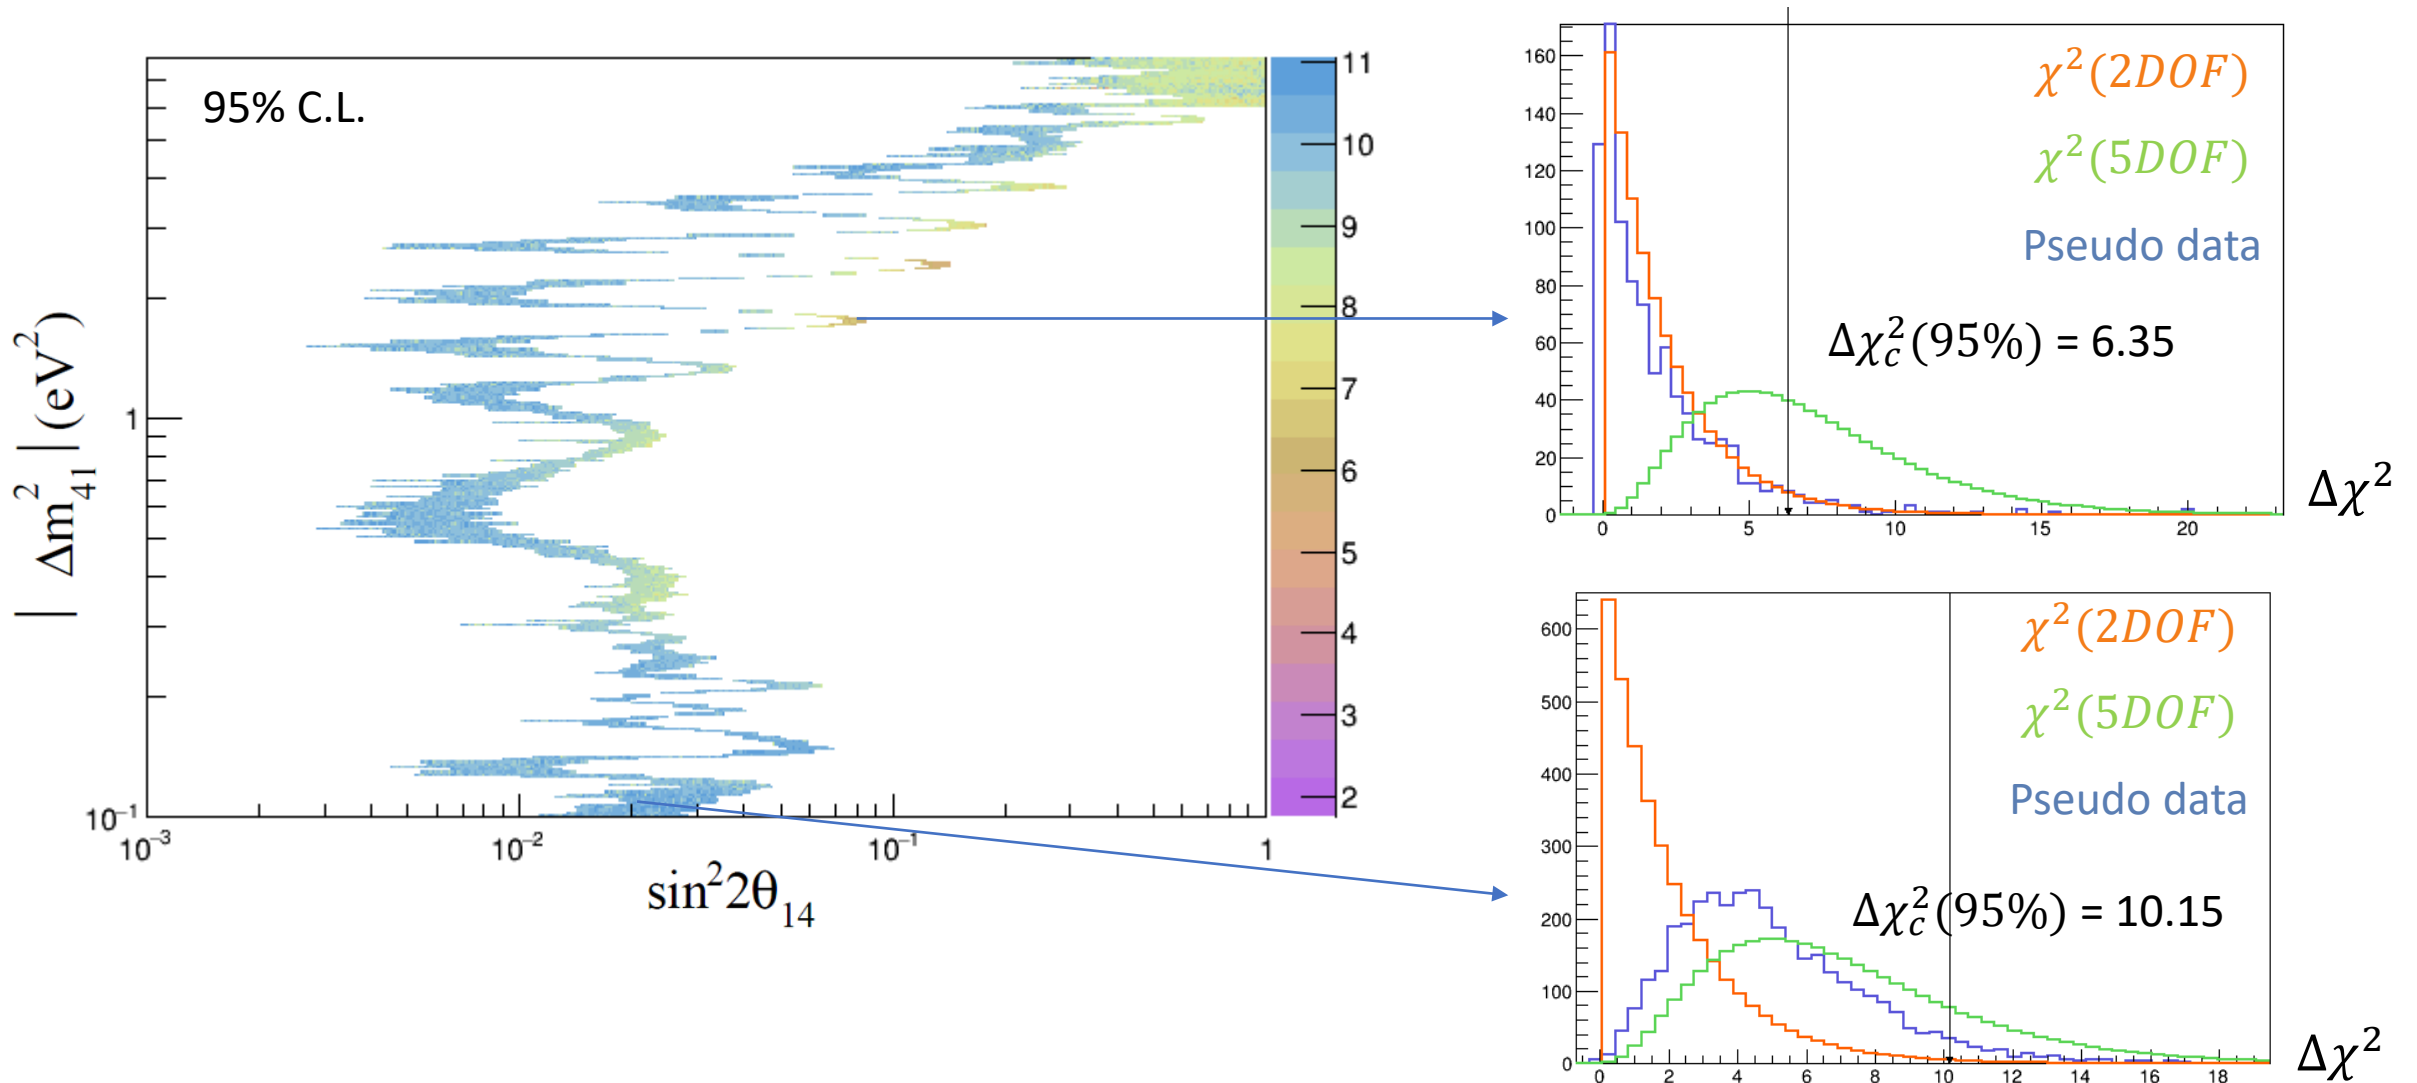 95% C.L.
|Δm²₄₁|(eV²)
1
10⁻¹
10⁻³
10⁻²
10⁻¹
1
sin²2θ₁₄
11
10
9
8
7
6
5
4
3
2
160
140
120
100
80
60
40
20
0
χ²(2DOF)
χ²(5DOF)
Pseudo data
Δχ²c(95%) = 6.35
0 5 10 15 20
Δχ²
600
500
400
300
200
100
0
χ²(2DOF)
χ²(5DOF)
Pseudo data
Δχ²c(95%) = 10.15
0 2 4 6 8 10 12 14 16 18
Δχ²